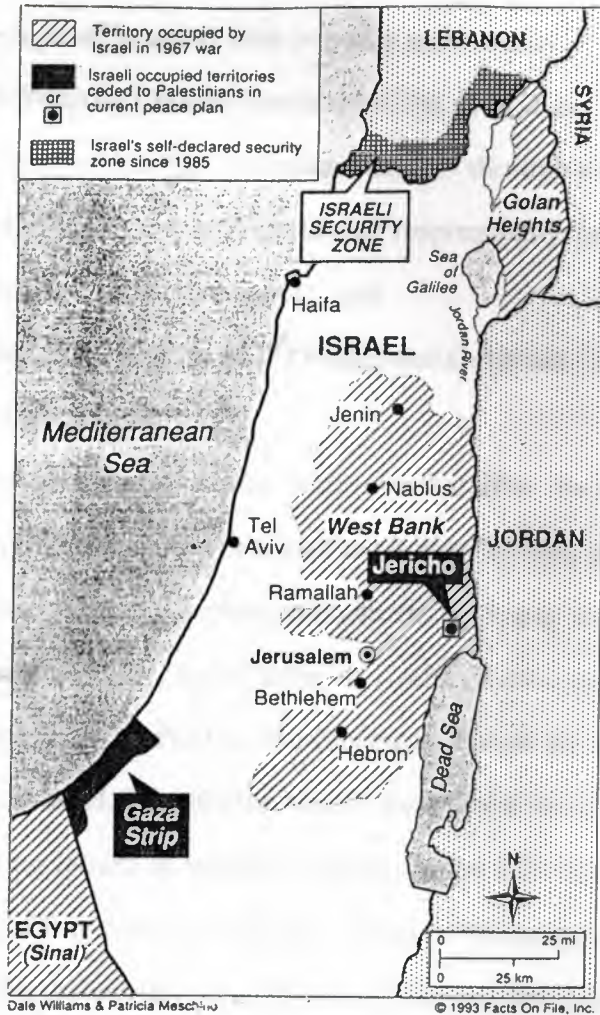 Territory occupied by
Israel in 1967 war
Israeli occupied territories
or
ceded to Palestinians in
current peace plan
Israel's self-declared security
zone since 1985
LEBANON
SYRIA
ISRAELI
SECURITY
ZONE
Golan
Heights
Sea
of
Galilee
Haifa
Jordan River
ISRAEL
Jenin
Mediterranean
Sea
Nablus
West Bank
Tel
Aviv
JORDAN
Jericho
Ramallah
Jerusalem
Bethlehem
Hebron
Dead Sea
Gaza
Strip
N
EGYPT
(Sinai)
0 25 mi
0 25 km
Dale Williams & Patricia
© 1993 Facts On File, Inc.